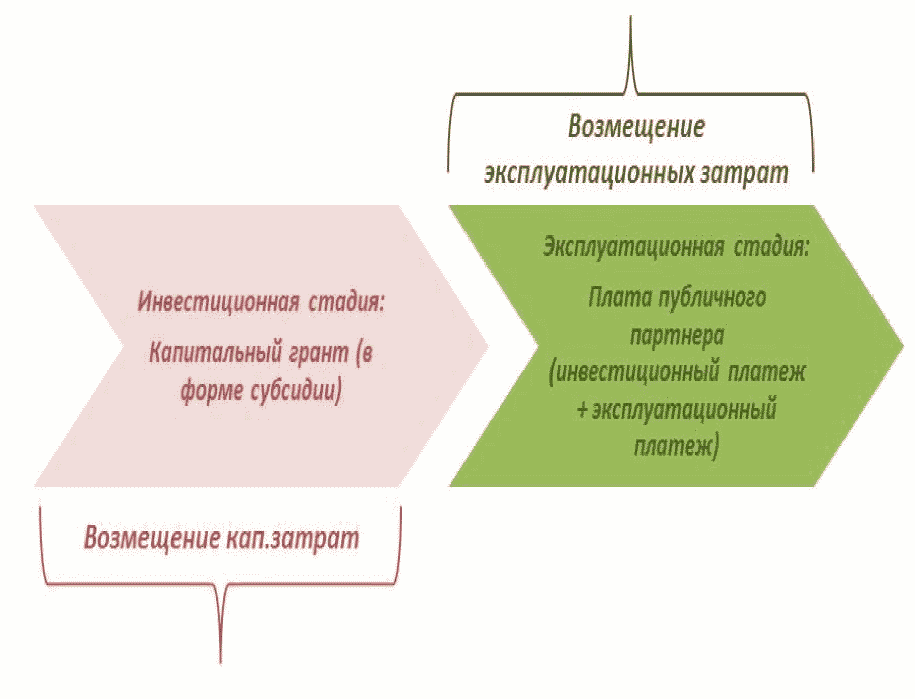 Возмещение
эксплуатационных затрат
Эксплуатационная стадия:
Плата публичного
партнера
(инвестиционный платеж
+ эксплуатационный
платеж)
Инвестиционная стадия:
Капитальный грант (в
форме субсидии)
Возмещение кап.затрат